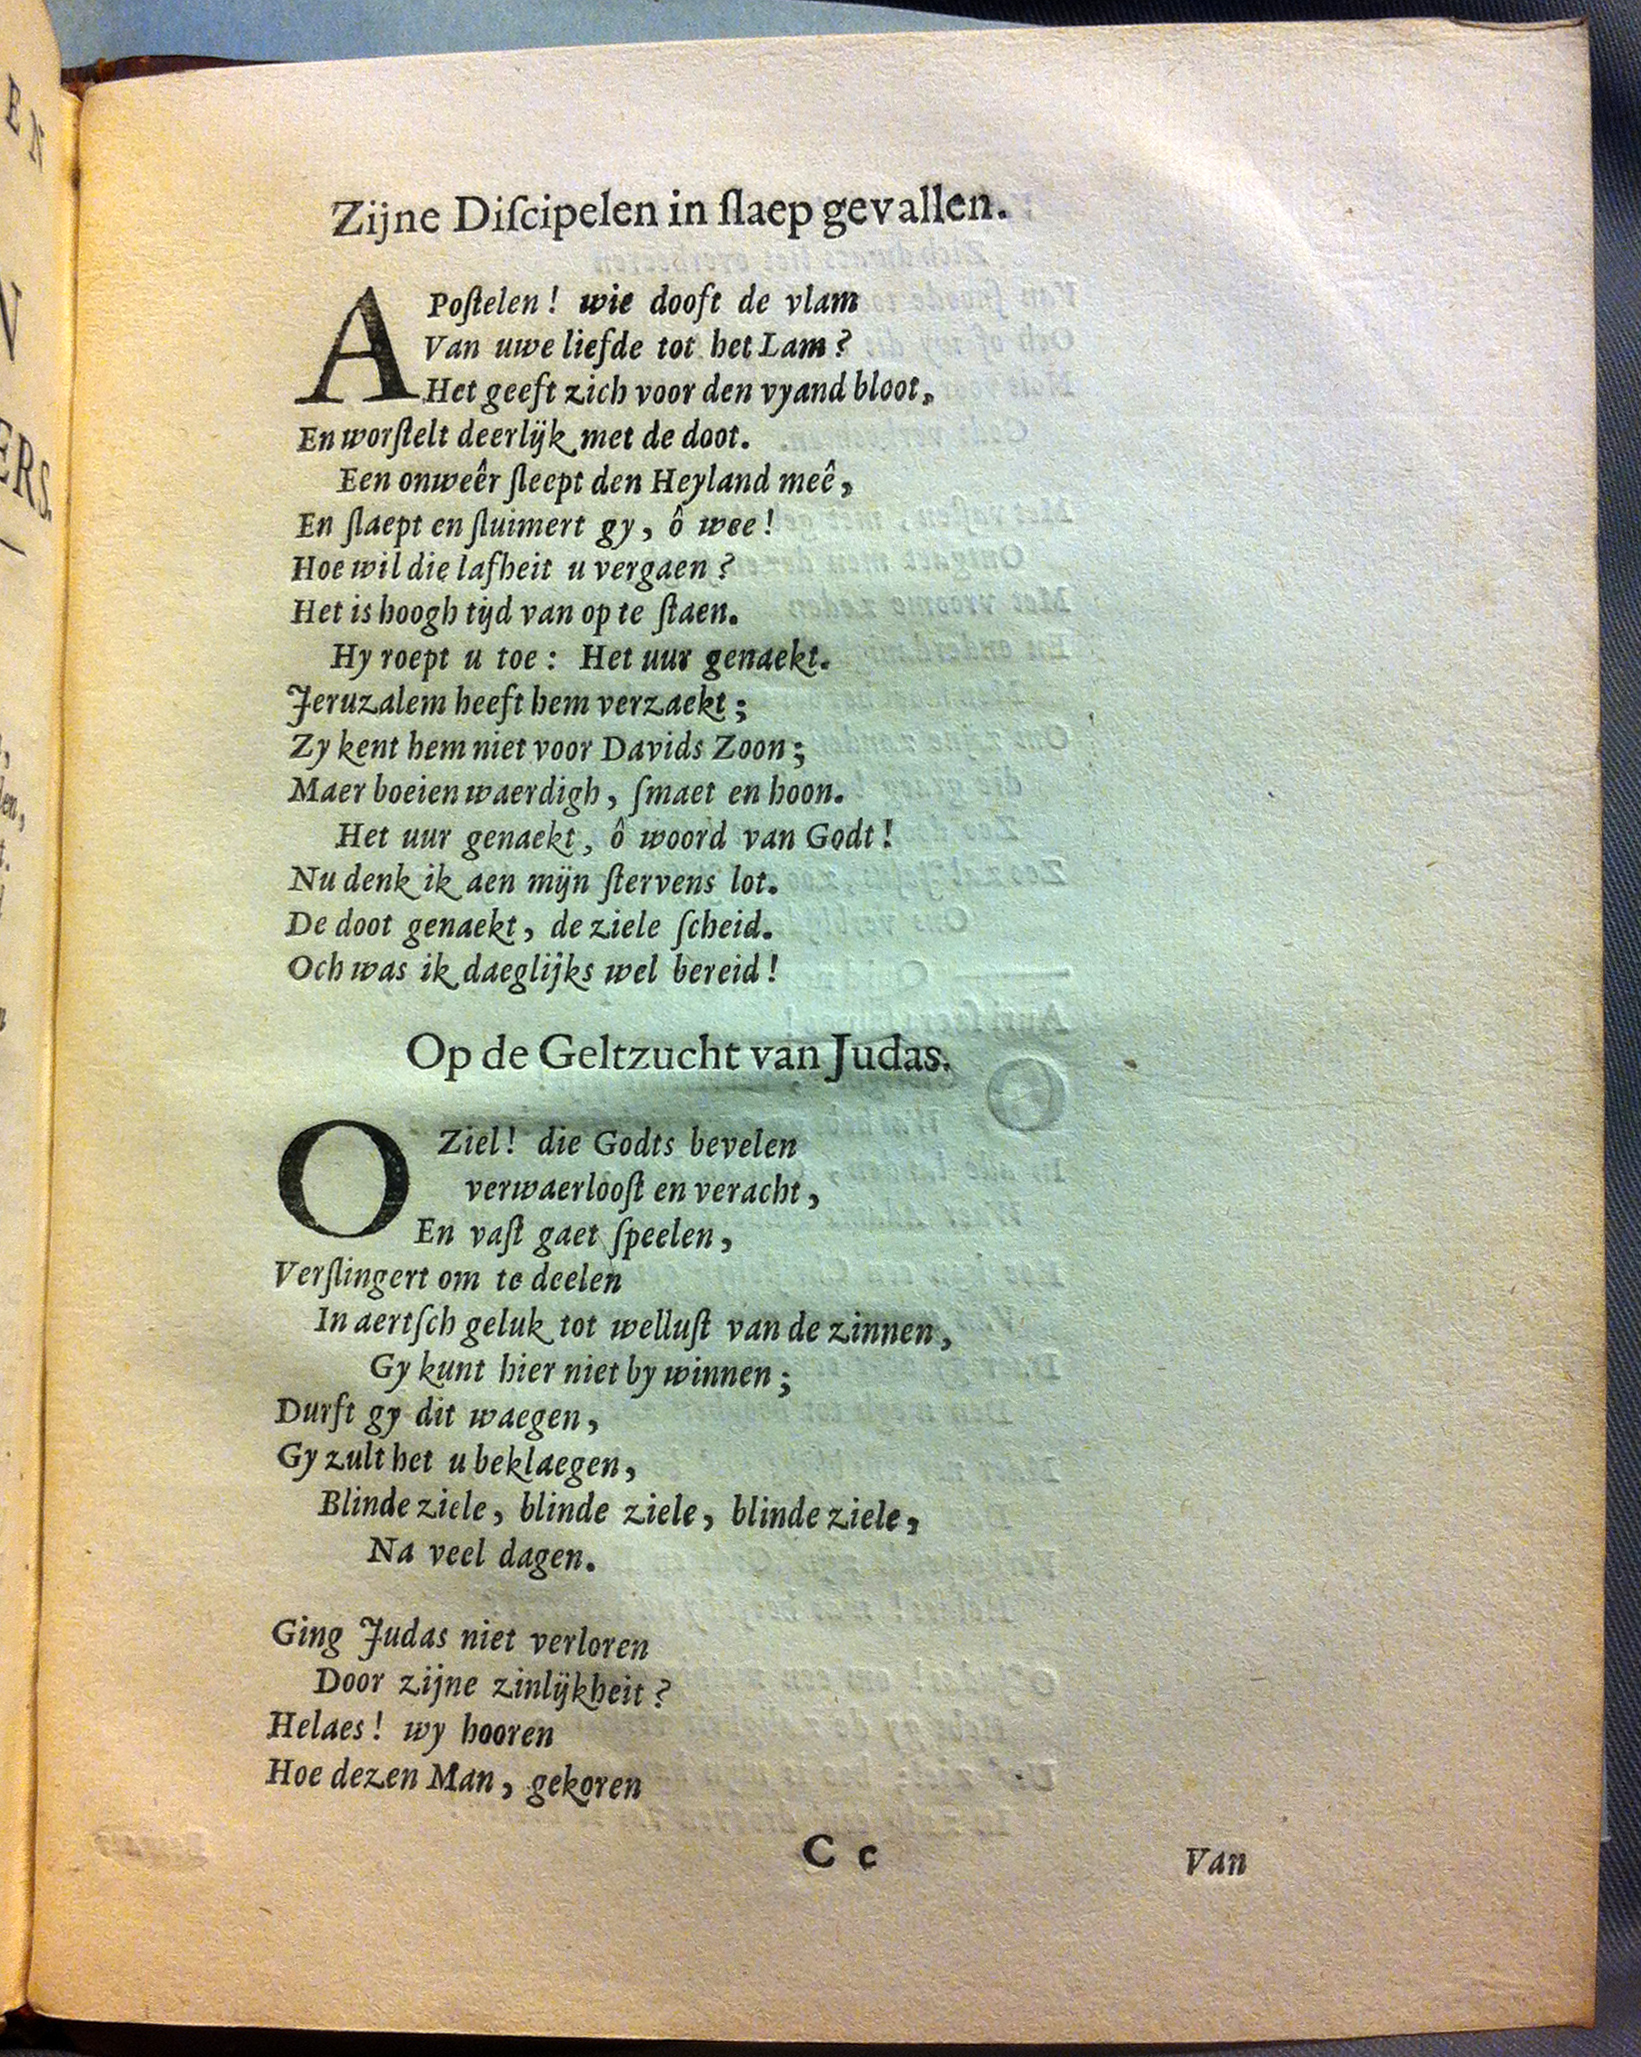 Zijne Diſcipelen in ſlaep gevallen.
APoſtelen! wie dooft de vlam
Van uwe liefde tot het Lam?
Het geeft zich voor den vyand bloot,
En worſtelt deerlijk met de doot.
Een onweêr ſleept den Heyland meê,
En ſlaept en ſluimert gy, ô wee!
Hoe wil die lafheit u vergaen?
Het is hoogh tijd van op te ſtaen.
Hy roept u toe: Het uur genaekt.
Jeruzalem heeft hem verzaekt;
Zy kent hem niet voor Davids Zoon;
Maer boeien waerdigh, ſmaet en hoon.
Het uur genaekt, ô woord van Godt!
Nu denk ik aen mijn ſtervens lot.
De doot genaekt, de ziele ſcheid.
Och was ik daeglijks wel bereid!
Op de Geltzucht van Judas.
O Ziel! die Godts bevelen
verwaerlooſt en veracht,
En vaſt gaet ſpeelen,
Verſlingert om te deelen
In aertſch geluk tot welluſt van de zinnen,
Gy kunt hier niet by winnen;
Durft gy dit waegen,
Gy zult het u beklaegen,
Blinde ziele, blinde ziele, blinde ziele,
Na veel dagen.
Ging Judas niet verloren
Door zijne zinlijkheit?
Helaes! wy hooren
Hoe dezen Man, gekoren
C c
Van